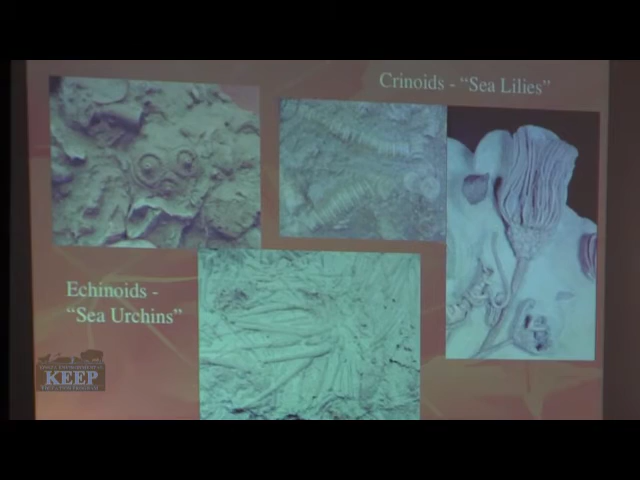 Crinoids - “Sea Lilies”
Echinoids -
“Sea Urchins”
KEEP